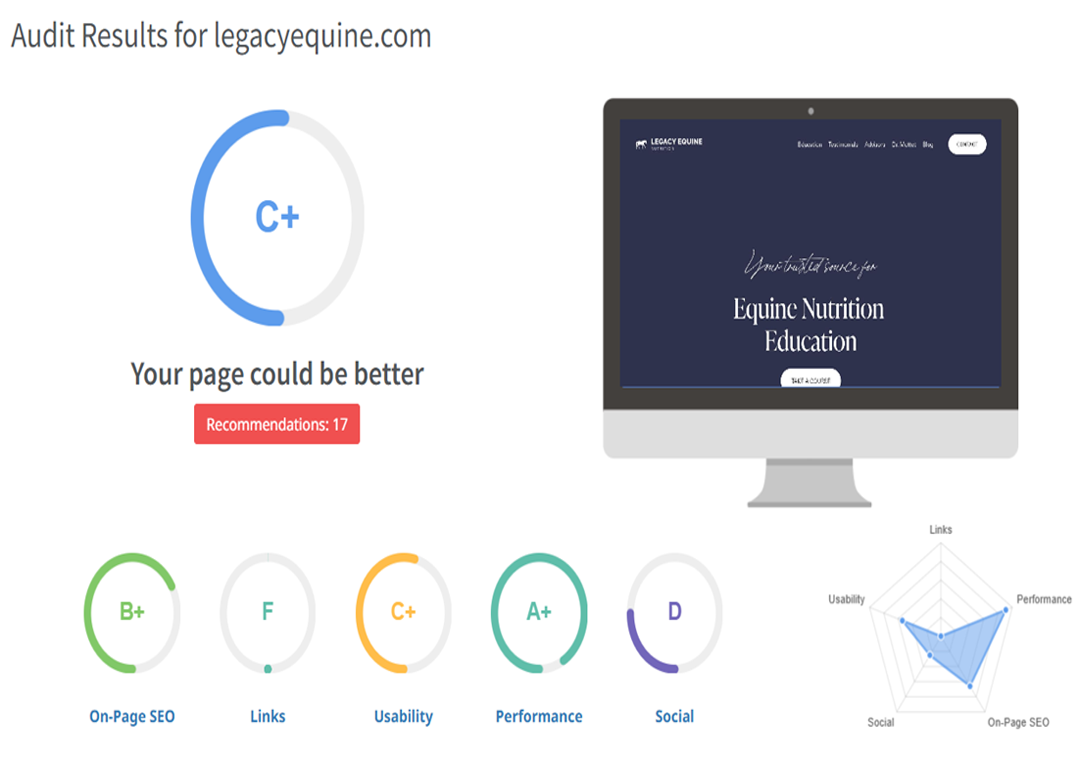 Audit Results for legacyequine.com
C+
Your page could be better
Recommendations: 17
LEGACY EQUINE
NUTRITION
Education Testimonials Advisors Dr. Mottet Blog CONTACT
Your trusted source for
Equine Nutrition
Education
TAKE A COURSE
B+
F
C+
A+
D
On-Page SEO
Links
Usability
Performance
Social
Links
Usability
Performance
Social
On-Page SEO